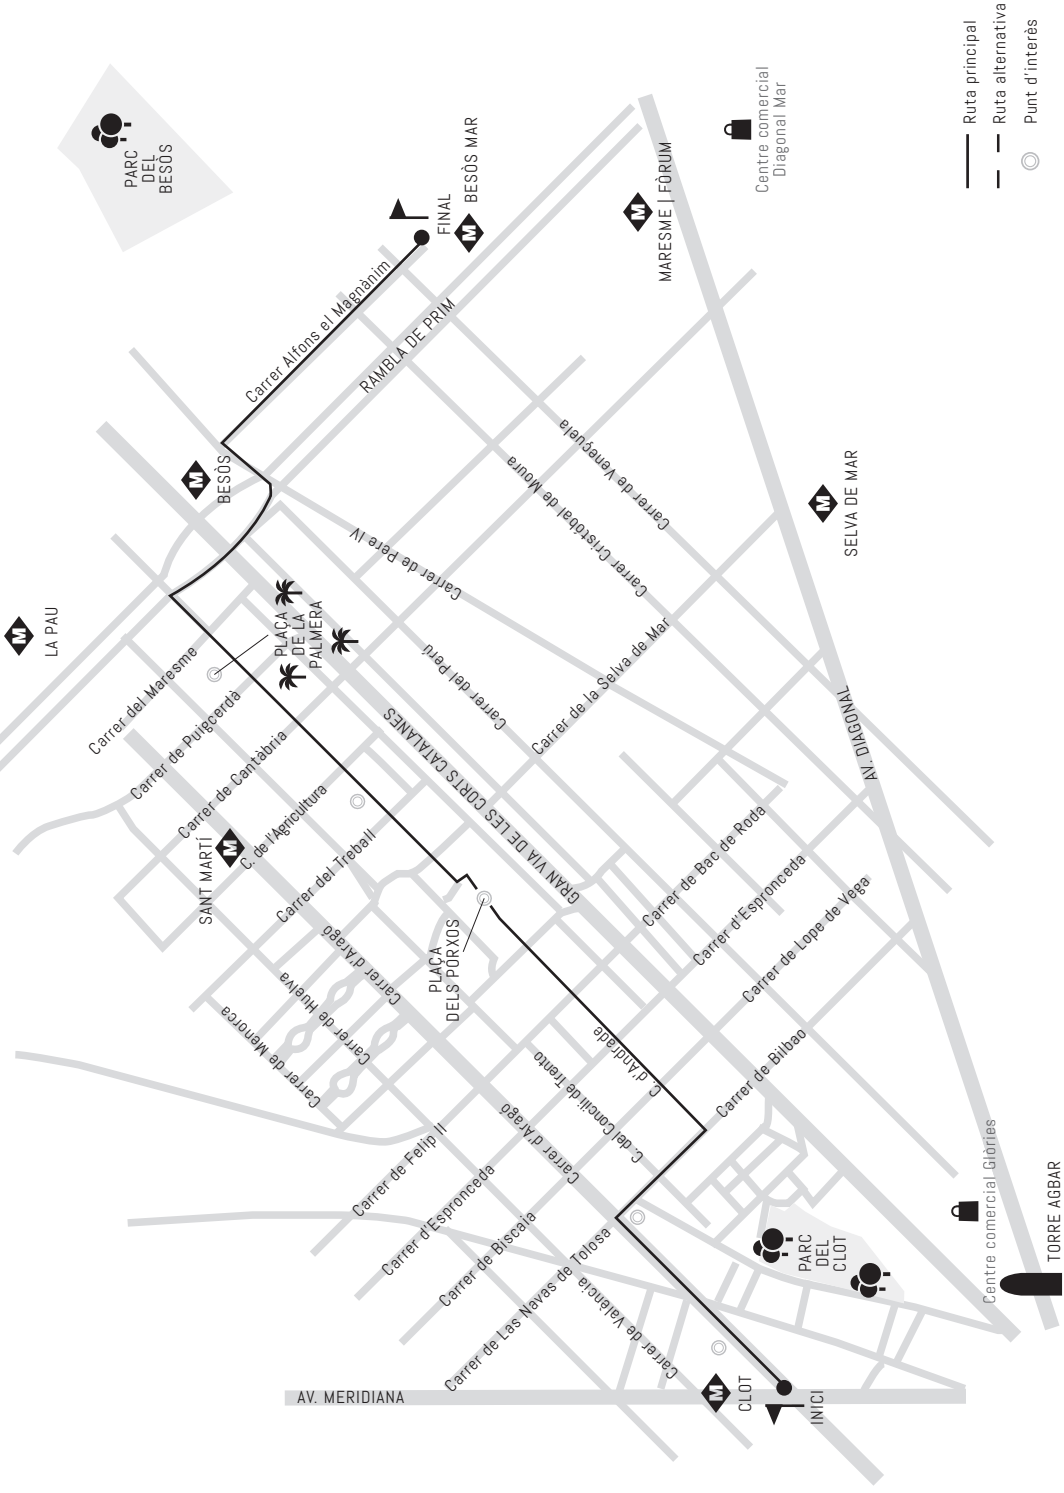 PARC
DEL
BESÒS
FINAL
BESÒS MAR
Centre comercial
Diagonal Mar
Ruta principal
Ruta alternativa
Punt d'interès
MARESME | FÒRUM
Carrer Alfons el Magnànim
RAMBLA DE PRIM
BESÒS
LA PAU
Carrer de Veneçuela
Carrer Cristòbal de Moura
Carrer de Pere IV
SELVA DE MAR
PLAÇA
DE LA
PALMERA
Carrer del Maresme
Carrer de Puigcerdà
Carrer de Cantàbria
C. de l'Agricultura
Carrer del Treball
SANT MARTÍ
Carrer del Perú
Carrer de la Selva de Mar
GRAN VIA DE LES CORTS CATALANES
AV. DIAGONAL
Carrer de Bac de Roda
Carrer d'Espronceda
Carrer de Lope de Vega
Carrer de Bilbao
PLAÇA
DELS PORXOS
Carrer d'Aragó
Carrer de Huelva
Carrer de Menorca
C. d'Andrade
C. del Concili de Trento
Carrer d'Aragó
Carrer de Felip II
Carrer d'Espronceda
Carrer de Biscaia
Carrer de Las Navas de Tolosa
Carrer de València
PARC
DEL
CLOT
Centre comercial Glòries
TORRE AGBAR
AV. MERIDIANA
CLOT
INICI
M
M
M
M
M
M
M